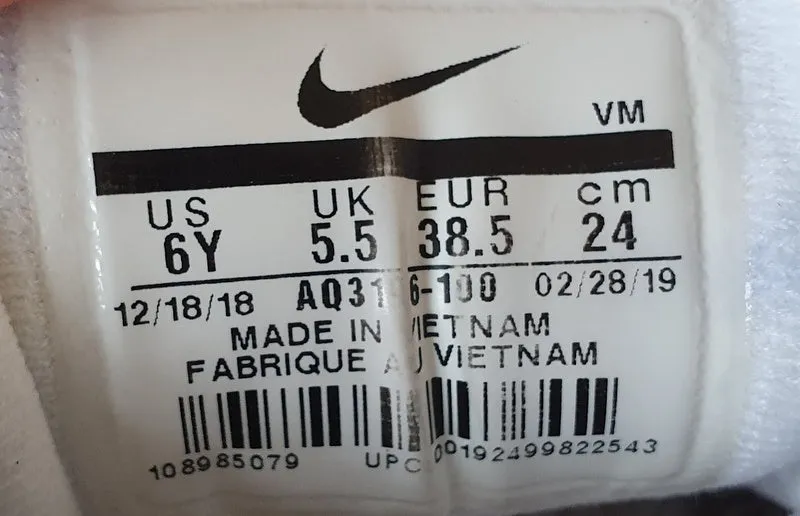 VM
US UK EUR cm
6Y 5.5 38.5 24
12/18/18 02/28/19
MADE IN VIETNAM
FABRIQUE AU VIETNAM
108985079 UPC 00192499822543